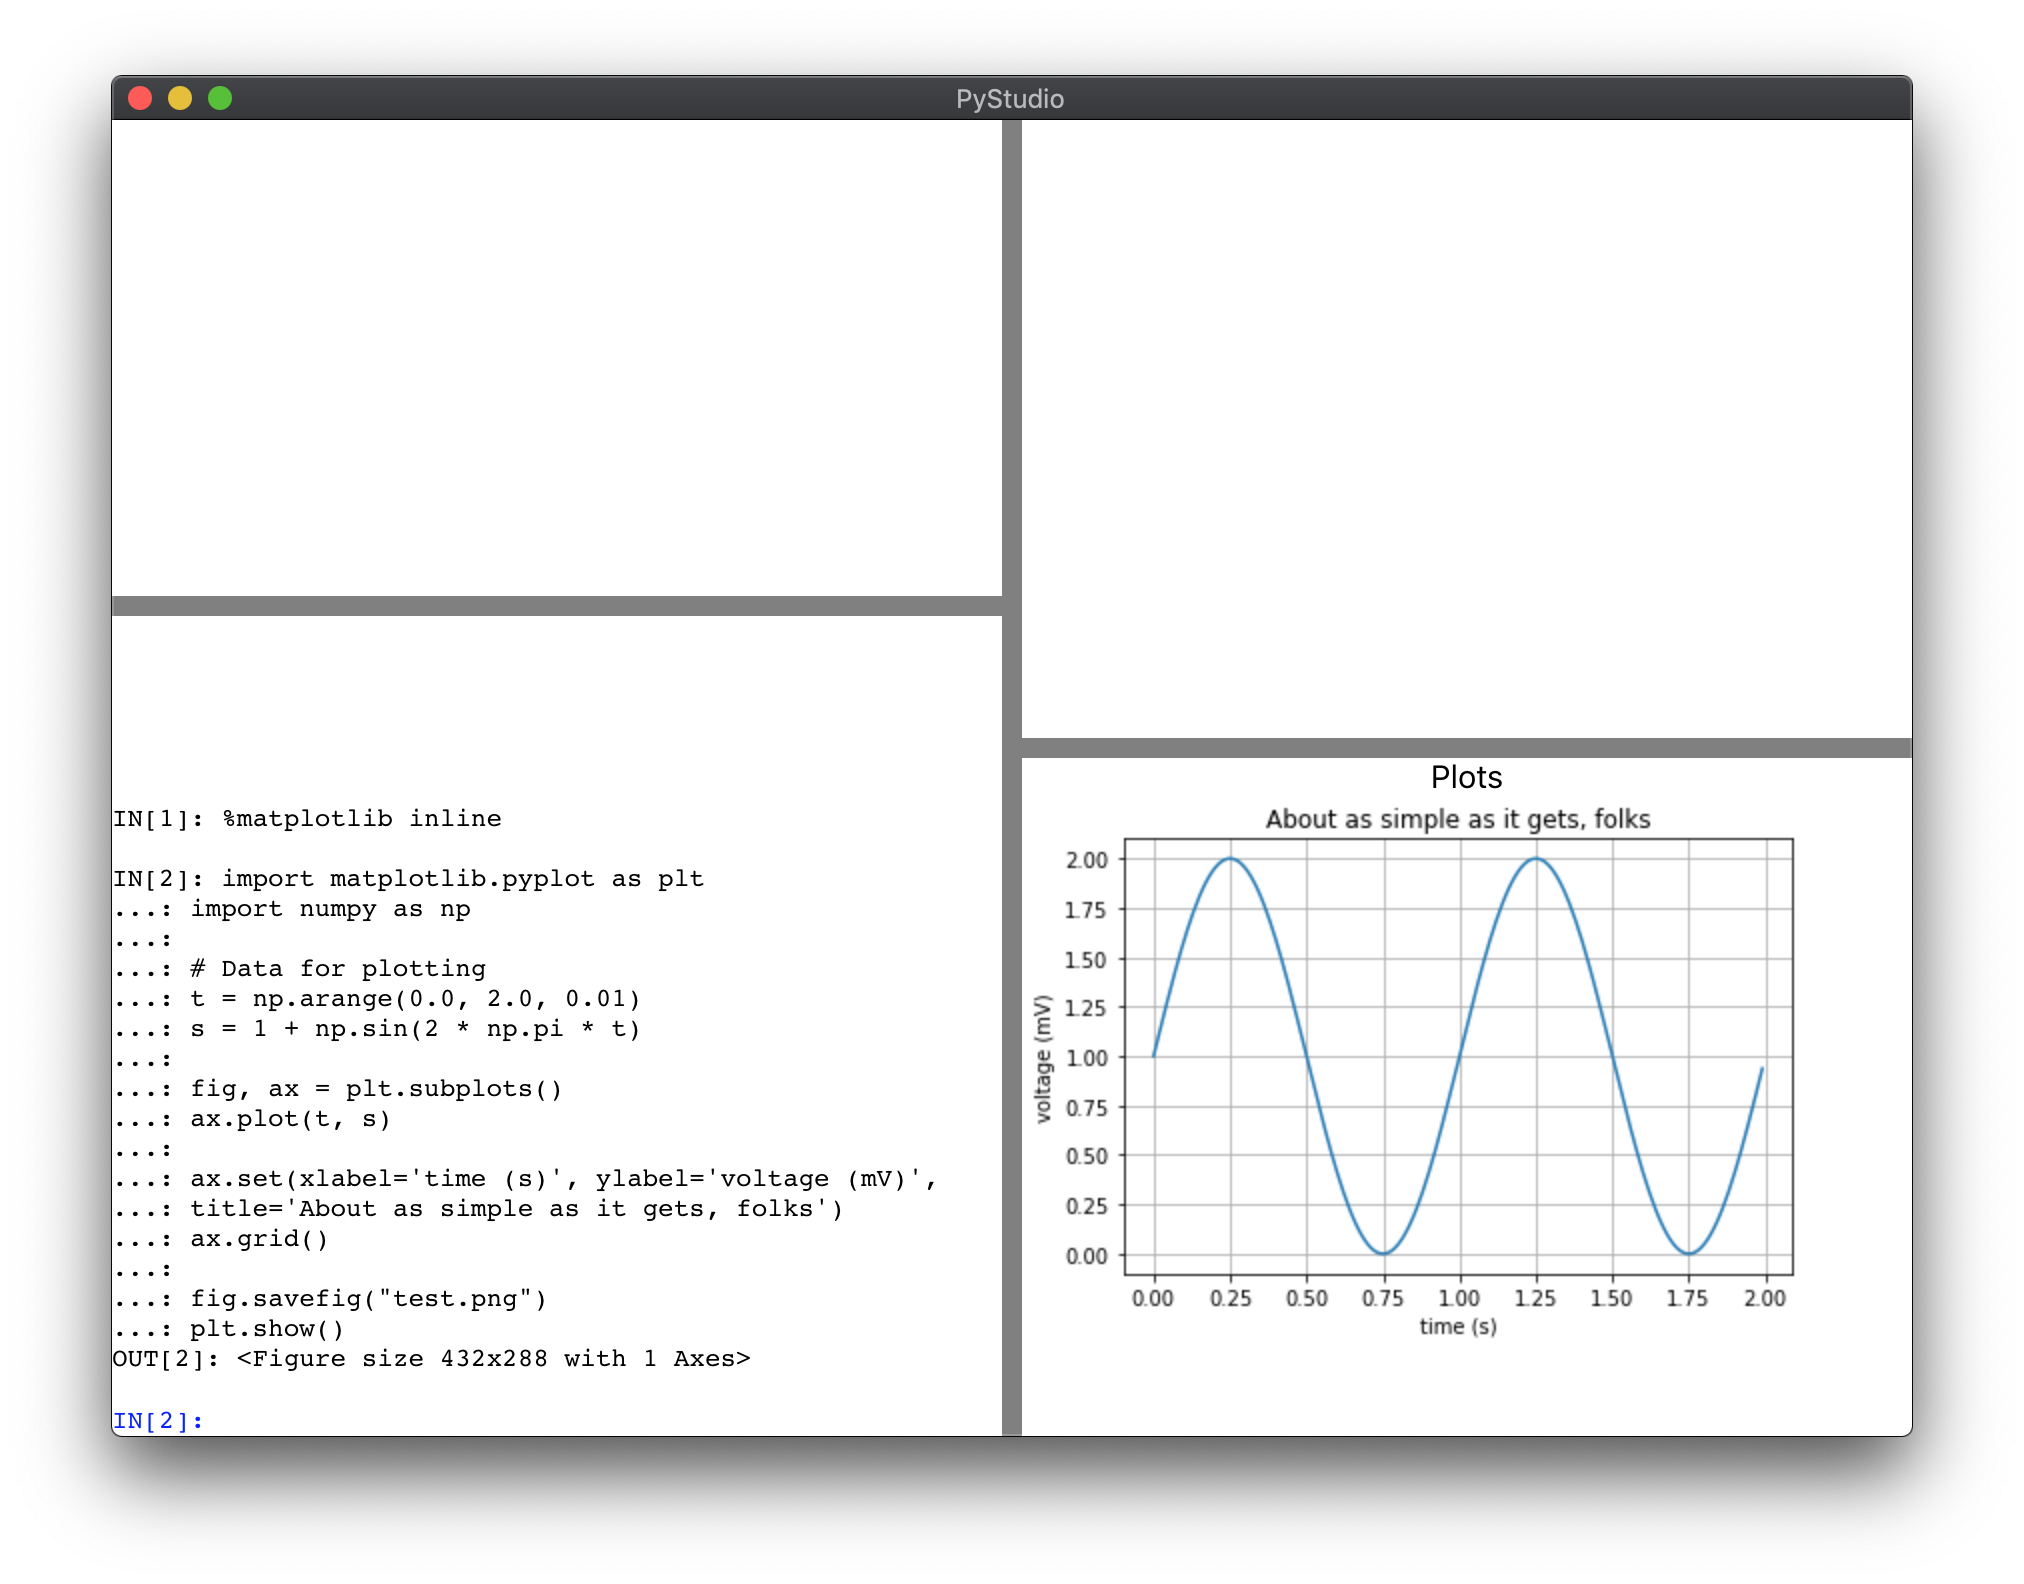 PyStudio
IN[1]: %matplotlib inline
IN[2]: import matplotlib.pyplot as plt
...: import numpy as np
...:
...: # Data for plotting
...: t = np.arange(0.0, 2.0, 0.01)
...: s = 1 + np.sin(2 * np.pi * t)
...:
...: fig, ax = plt.subplots()
...: ax.plot(t, s)
...:
...: ax.set(xlabel='time (s)', ylabel='voltage (mV)',
...: title='About as simple as it gets, folks')
...: ax.grid()
...:
...: fig.savefig("test.png")
...: plt.show()
OUT[2]: <Figure size 432x288 with 1 Axes>
IN[2]:
Plots
About as simple as it gets, folks
voltage (mV)
2.00
1.75
1.50
1.25
1.00
0.75
0.50
0.25
0.00
0.00 0.25 0.50 0.75 1.00 1.25 1.50 1.75 2.00
time (s)